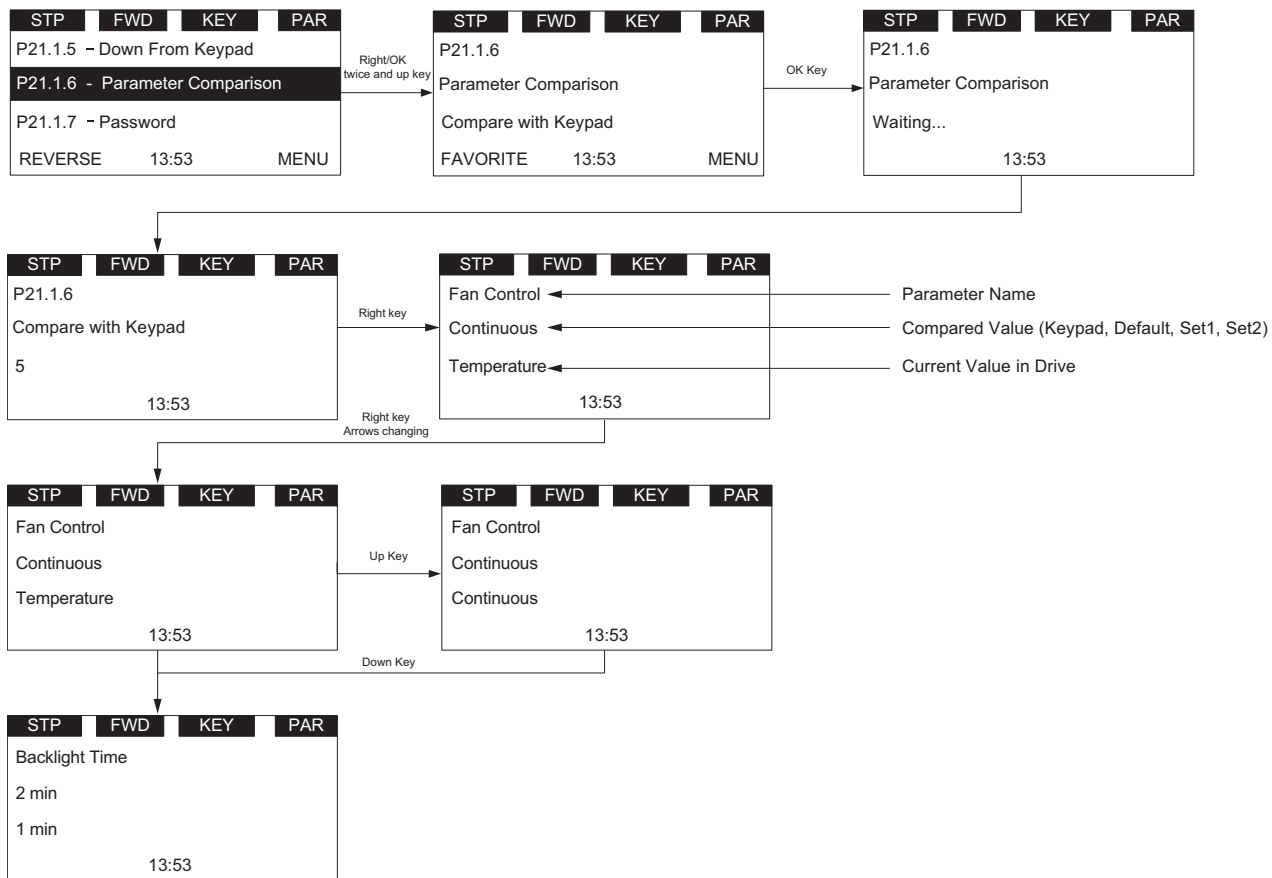 STP FWD KEY PAR
P21.1.5 – Down From Keypad
P21.1.6 - Parameter Comparison
P21.1.7 – Password
REVERSE 13:53 MENU
Right/OK
twice and up key
STP FWD KEY PAR
P21.1.6
Parameter Comparison
Compare with Keypad
FAVORITE 13:53 MENU
OK Key
STP FWD KEY PAR
P21.1.6
Parameter Comparison
Waiting...
13:53
STP FWD KEY PAR
P21.1.6
Compare with Keypad
5
13:53
Right key
STP FWD KEY PAR
Fan Control
Continuous
Temperature
13:53
Parameter Name
Compared Value (Keypad, Default, Set1, Set2)
Current Value in Drive
Right key
Arrows changing
STP FWD KEY PAR
Fan Control
Continuous
Temperature
13:53
Up Key
STP FWD KEY PAR
Fan Control
Continuous
Continuous
13:53
Down Key
STP FWD KEY PAR
Backlight Time
2 min
1 min
13:53